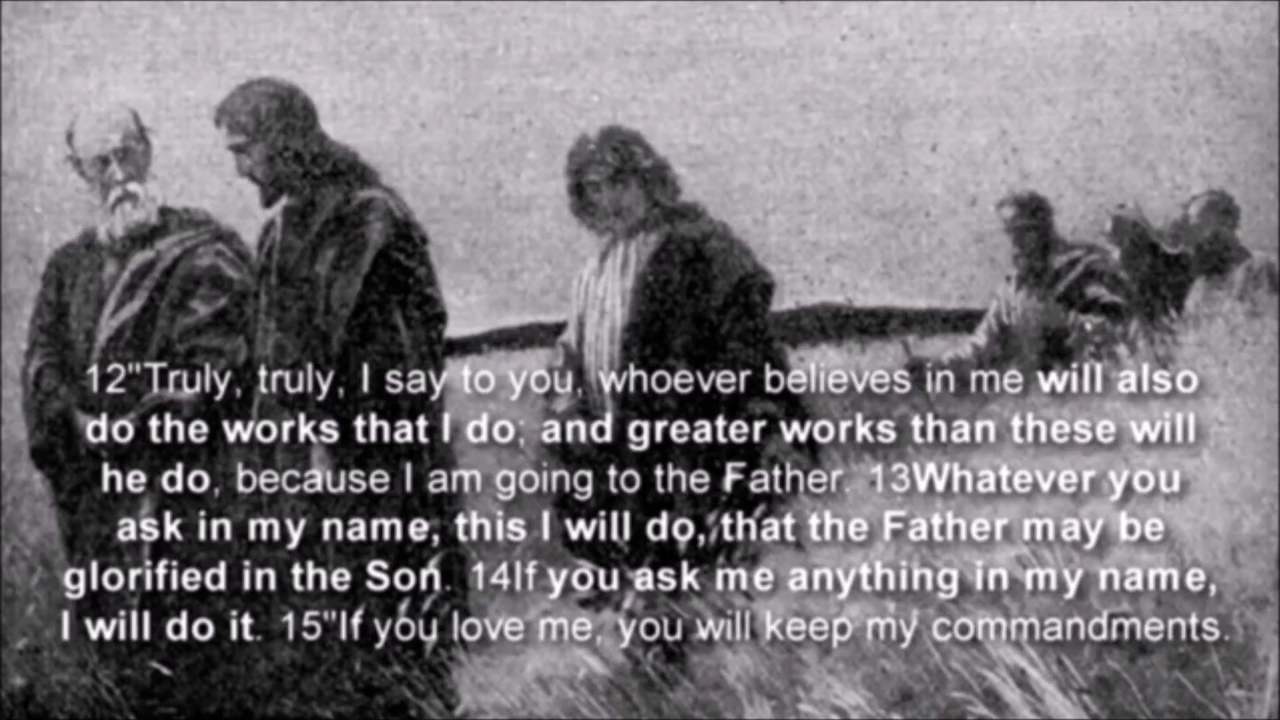 12"Truly, truly, I say to you, whoever believes in me will also
do the works that I do; and greater works than these will
he do, because I am going to the Father. 13Whatever you
ask in my name, this I will do, that the Father may be
glorified in the Son. 14If you ask me anything in my name,
I will do it. 15"If you love me, you will keep my commandments.